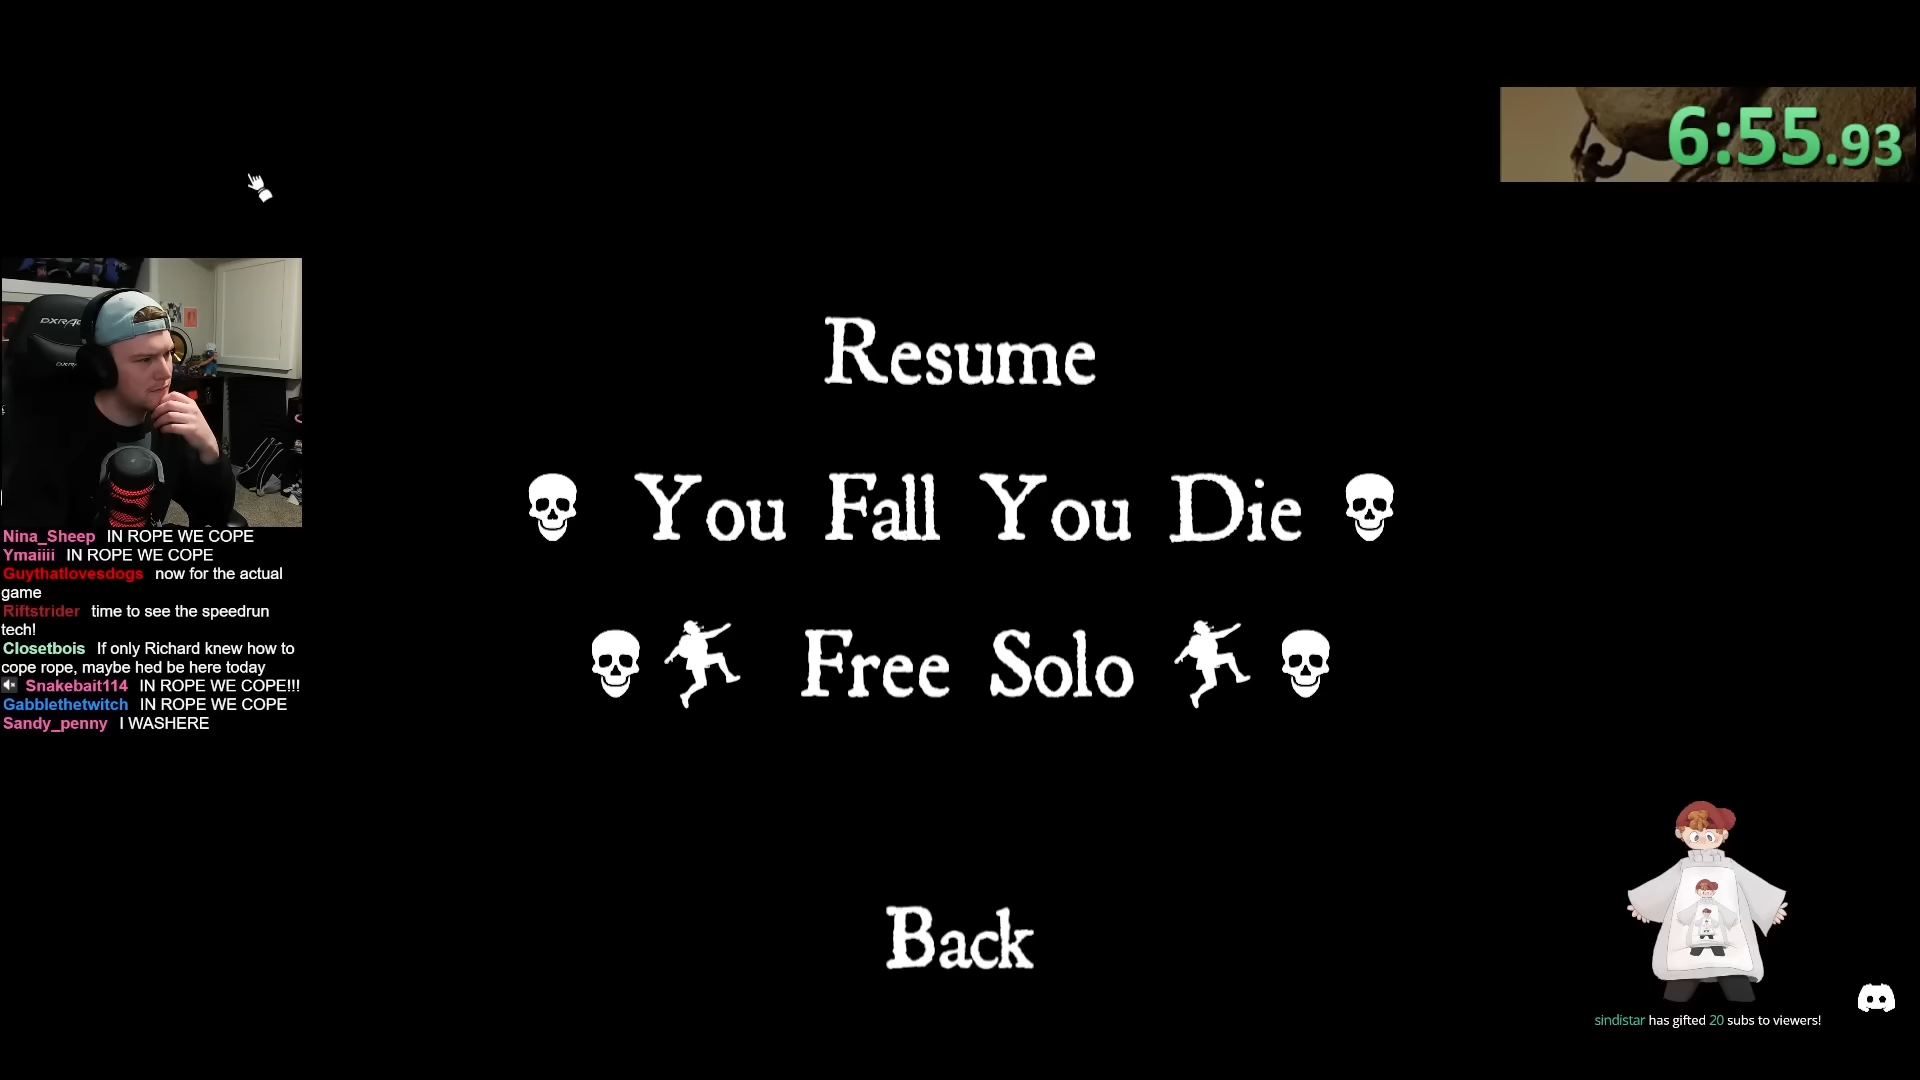 6:55.93
DXRA
Resume
You Fall You Die
Free Solo
Back
Nina_Sheep IN ROPE WE COPE
Ymaiiii IN ROPE WE COPE
Guythatlovesdogs now for the actual
game
Riftstrider time to see the speedrun
tech!
Closetbois If only Richard knew how to
cope rope, maybe hed be here today
Snakebait114 IN ROPE WE COPE!!!
Gabblethetwitch IN ROPE WE COPE
Sandy_penny I WASHERE
sindistar has gifted 20 subs to viewers!